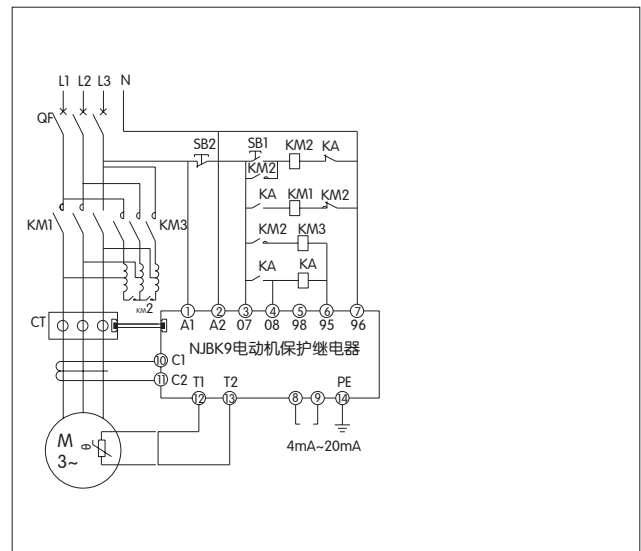 L1 L2 L3 N
QF
SB2 SB1 KM2 KA
KM2
KA KM1 KM2
KM1 KM3
KM2 KM3
KA KA
KM2
CT
① ② ③ ④ ⑤ ⑥ ⑦
A1 A2 07 08 98 95 96
NJBK9电动机保护继电器
⑩ C1
⑪ C2
T1 T2 PE
⑫ ⑬ ⑧ ⑨ ⑭
4mA~20mA
M
3~
θ